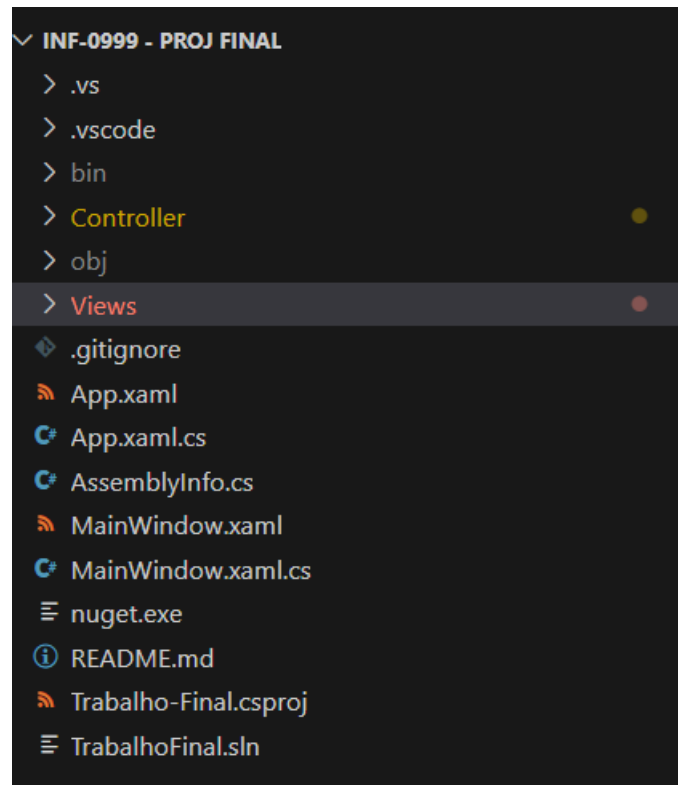 INF-0999 - PROJ FINAL
.vs
.vscode
bin
Controller
obj
Views
.gitignore
App.xaml
C# App.xaml.cs
C# AssemblyInfo.cs
MainWindow.xaml
C# MainWindow.xaml.cs
nuget.exe
README.md
Trabalho-Final.csproj
TrabalhoFinal.sln